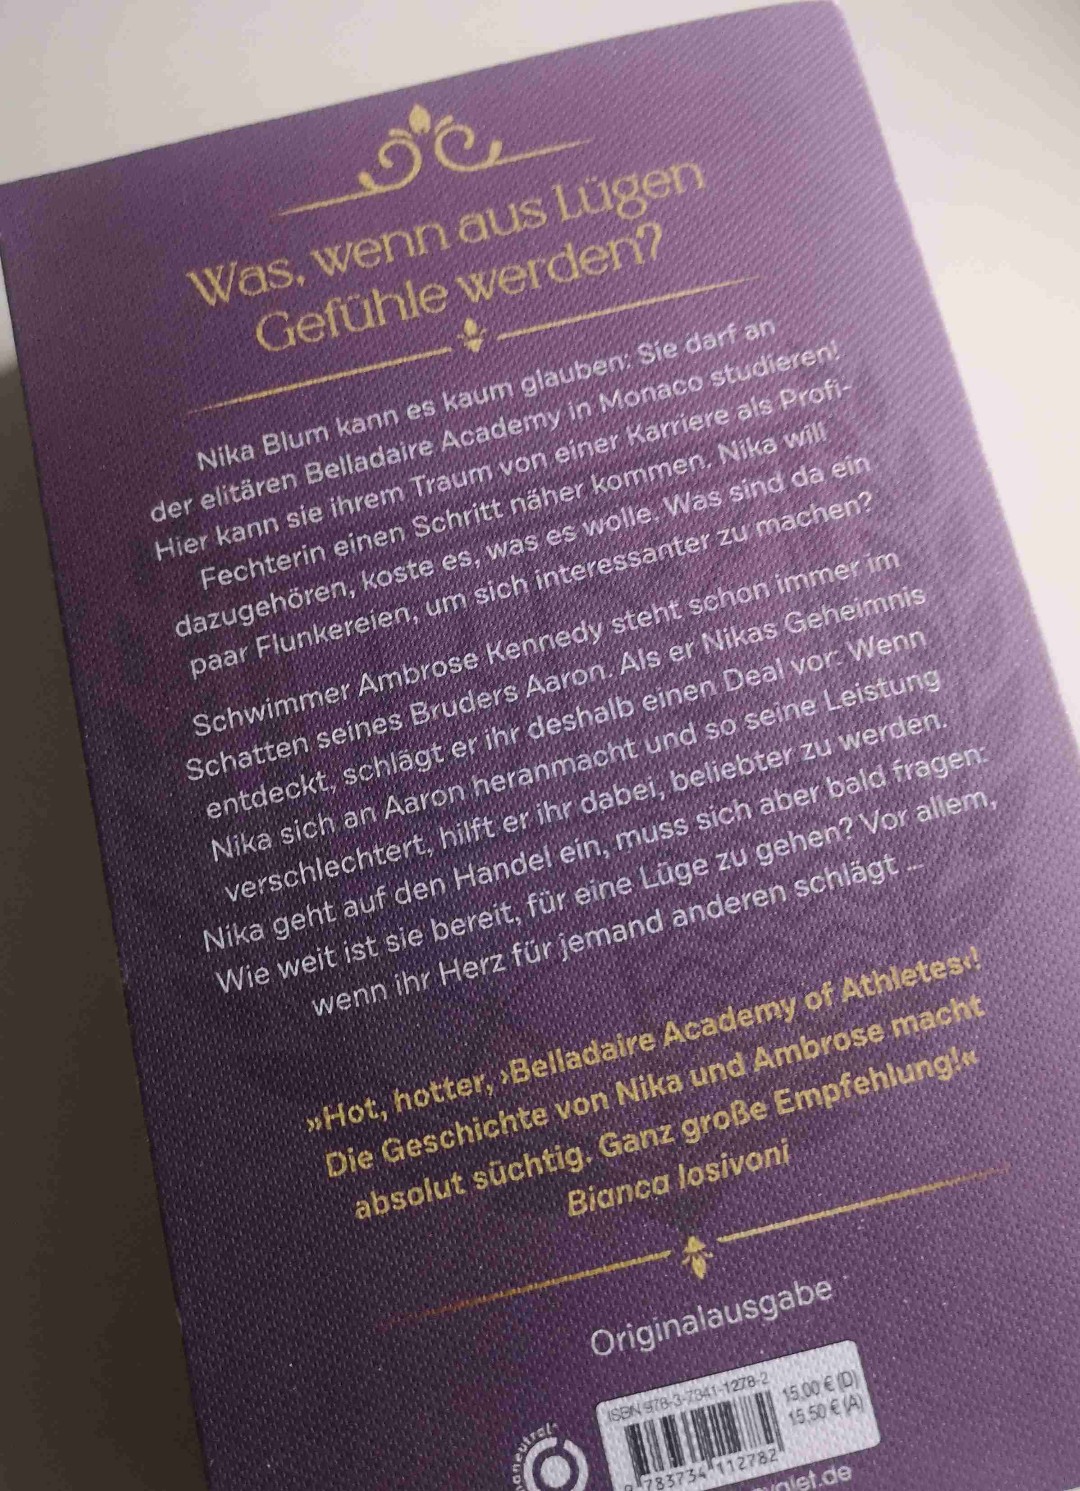 Was, wenn aus Lügen
Gefühle werden?
Nika Blum kann es kaum glauben: Sie darf an
der elitären Belladaire Academy in Monaco studieren!
Hier kann sie ihrem Traum von einer Karriere als Profi-
Fechterin einen Schritt näher kommen. Nika will
dazugehören, koste es, was es wolle. Was sind da ein
paar Flunkereien, um sich interessanter zu machen?
Schwimmer Ambrose Kennedy steht schon immer im
Schatten seines Bruders Aaron. Als er Nikas Geheimnis
entdeckt, schlägt er ihr deshalb einen Deal vor: Wenn
Nika sich an Aaron heranmacht und so seine Leistung
verschlechtert, hilft er ihr dabei, beliebter zu werden.
Nika geht auf den Handel ein, muss sich aber bald fragen:
Wie weit ist sie bereit, für eine Lüge zu gehen? Vor allem,
wenn ihr Herz für jemand anderen schlägt ...
»Hot, hotter, ›Belladaire Academy of Athletes‹!
Die Geschichte von Nika und Ambrose macht
absolut süchtig. Ganz große Empfehlung!«
Bianca Iosivoni
Originalausgabe
ISBN 978-3-7341-1278-2
15,00 € (D)
15,50 € (A)
9 783734 112782